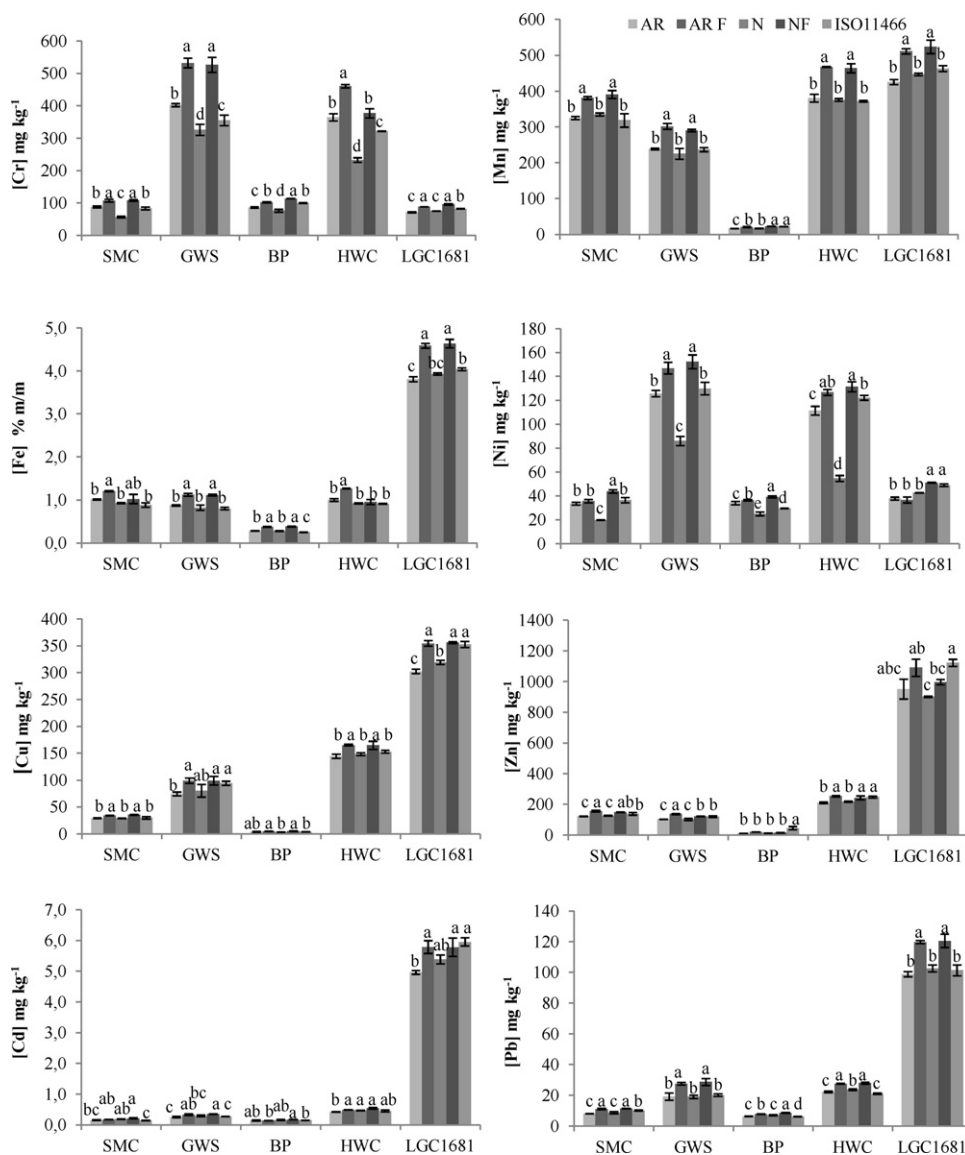 AR AR F N NF ISO11466
[Cr] mg kg-1
600
500
400
300
200
100
0
b a c a b
b a d a c
c b d a b
b a d b c
c a c a b
SMC GWS BP HWC LGC1681
[Mn] mg kg-1
600
500
400
300
200
100
0
b a b a b
b a b a b
c b b a a
b a b a b
b a b a b
SMC GWS BP HWC LGC1681
[Fe] % m/m
5,0
4,0
3,0
2,0
1,0
0,0
b a b ab b
b a b a b
b a b a c
b a b b b
c a bc a b
SMC GWS BP HWC LGC1681
[Ni] mg kg-1
180
160
140
120
100
80
60
40
20
0
b b c a b
b a c a b
c b e a d
c ab d a b
b b b a a
SMC GWS BP HWC LGC1681
[Cu] mg kg-1
400
350
300
250
200
150
100
50
0
b a b a b
b a ab a a
ab a b a b
b a b a b
c a b a a
SMC GWS BP HWC LGC1681
[Zn] mg kg-1
1400
1200
1000
800
600
400
200
0
c a c ab b
c a c b b
b b b b a
b a b a a
abc ab c bc a
SMC GWS BP HWC LGC1681
[Cd] mg kg-1
7,0
6,0
5,0
4,0
3,0
2,0
1,0
0,0
bc ab ab a c
c ab bc a c
ab b ab a b
b a a a ab
b a ab a a
SMC GWS BP HWC LGC1681
[Pb] mg kg-1
140
120
100
80
60
40
20
0
c a c a b
b a b a b
c b c a d
c a b a c
b a b a b
SMC GWS BP HWC LGC1681